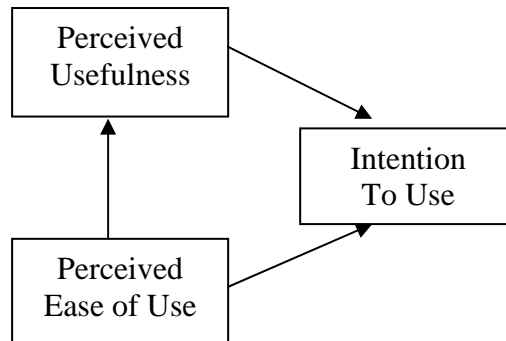 Perceived
Usefulness
Intention
To Use
Perceived
Ease of Use